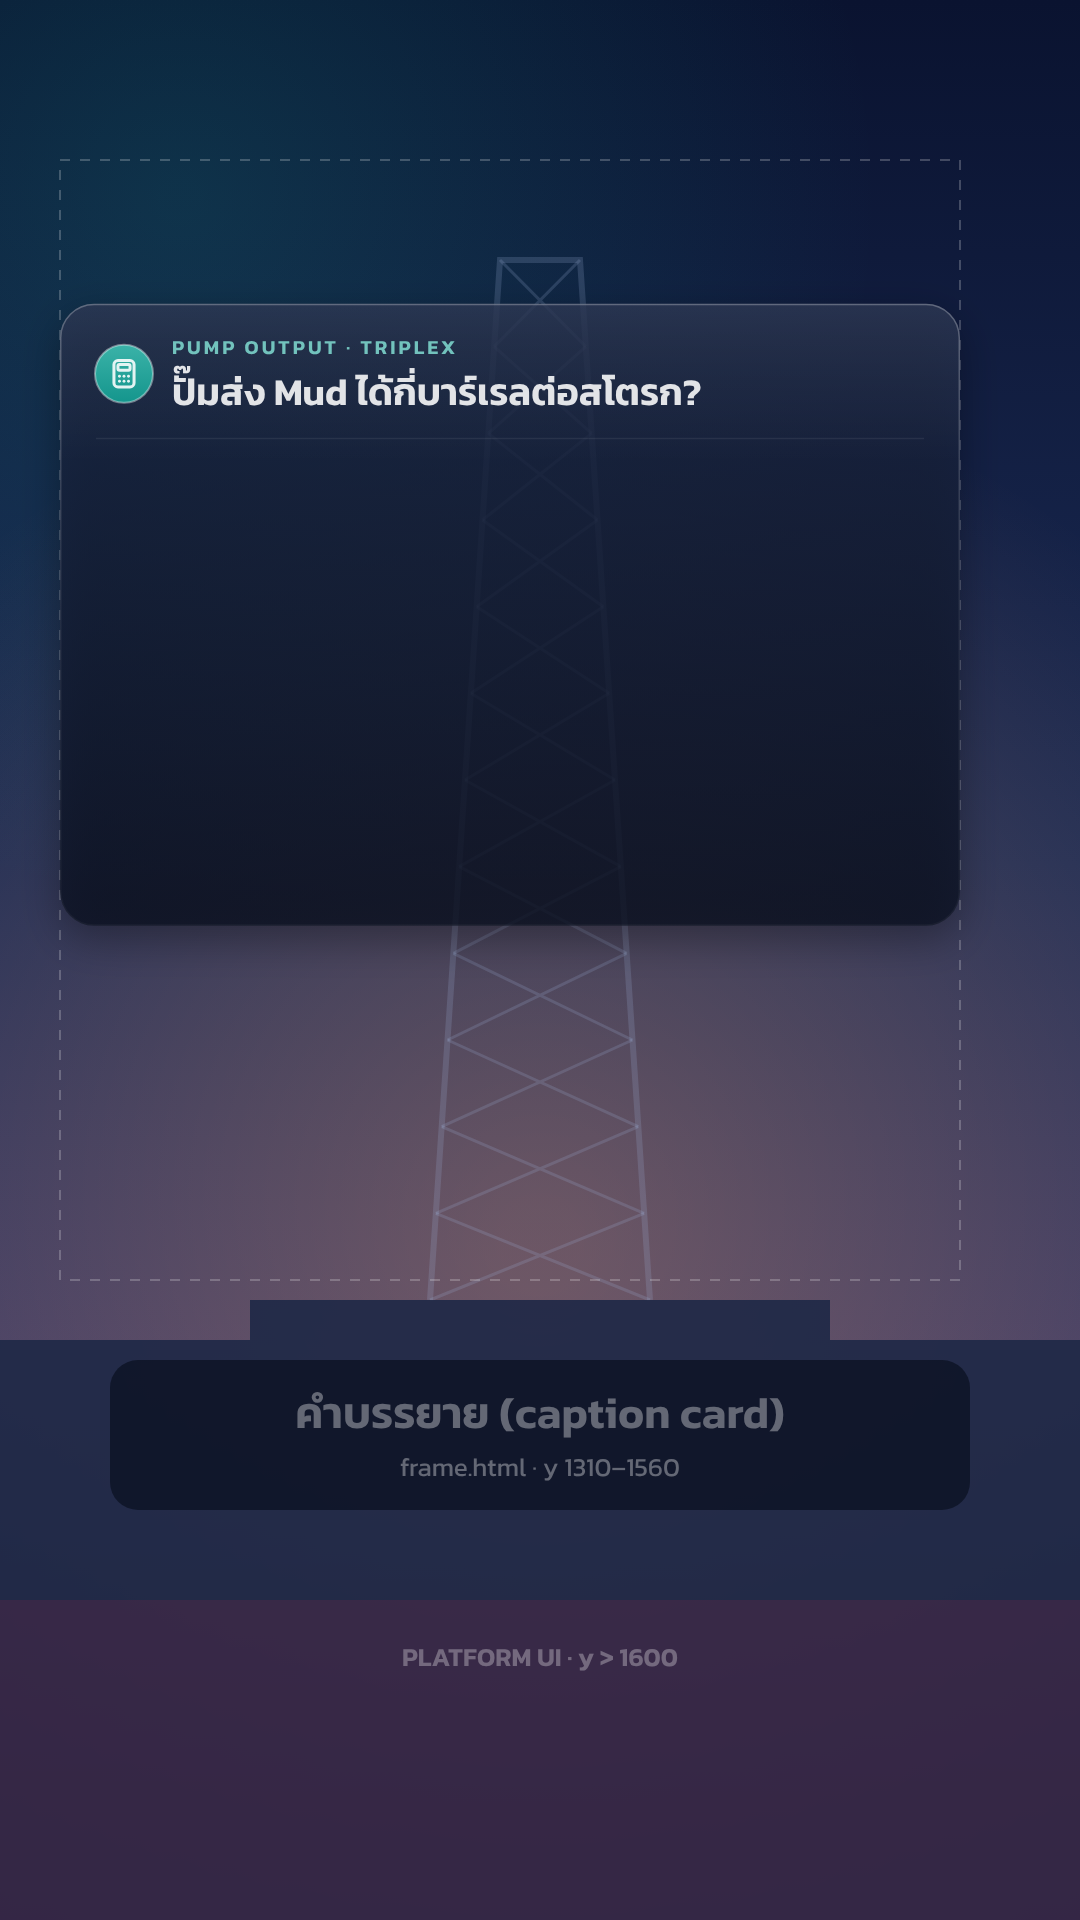 PUMP OUTPUT · TRIPLEX
ปั๊มส่ง Mud ได้กี่บาร์เรลต่อสโตรก?
คำบรรยาย (caption card)
frame.html · y 1310–1560
PLATFORM UI · y > 1600